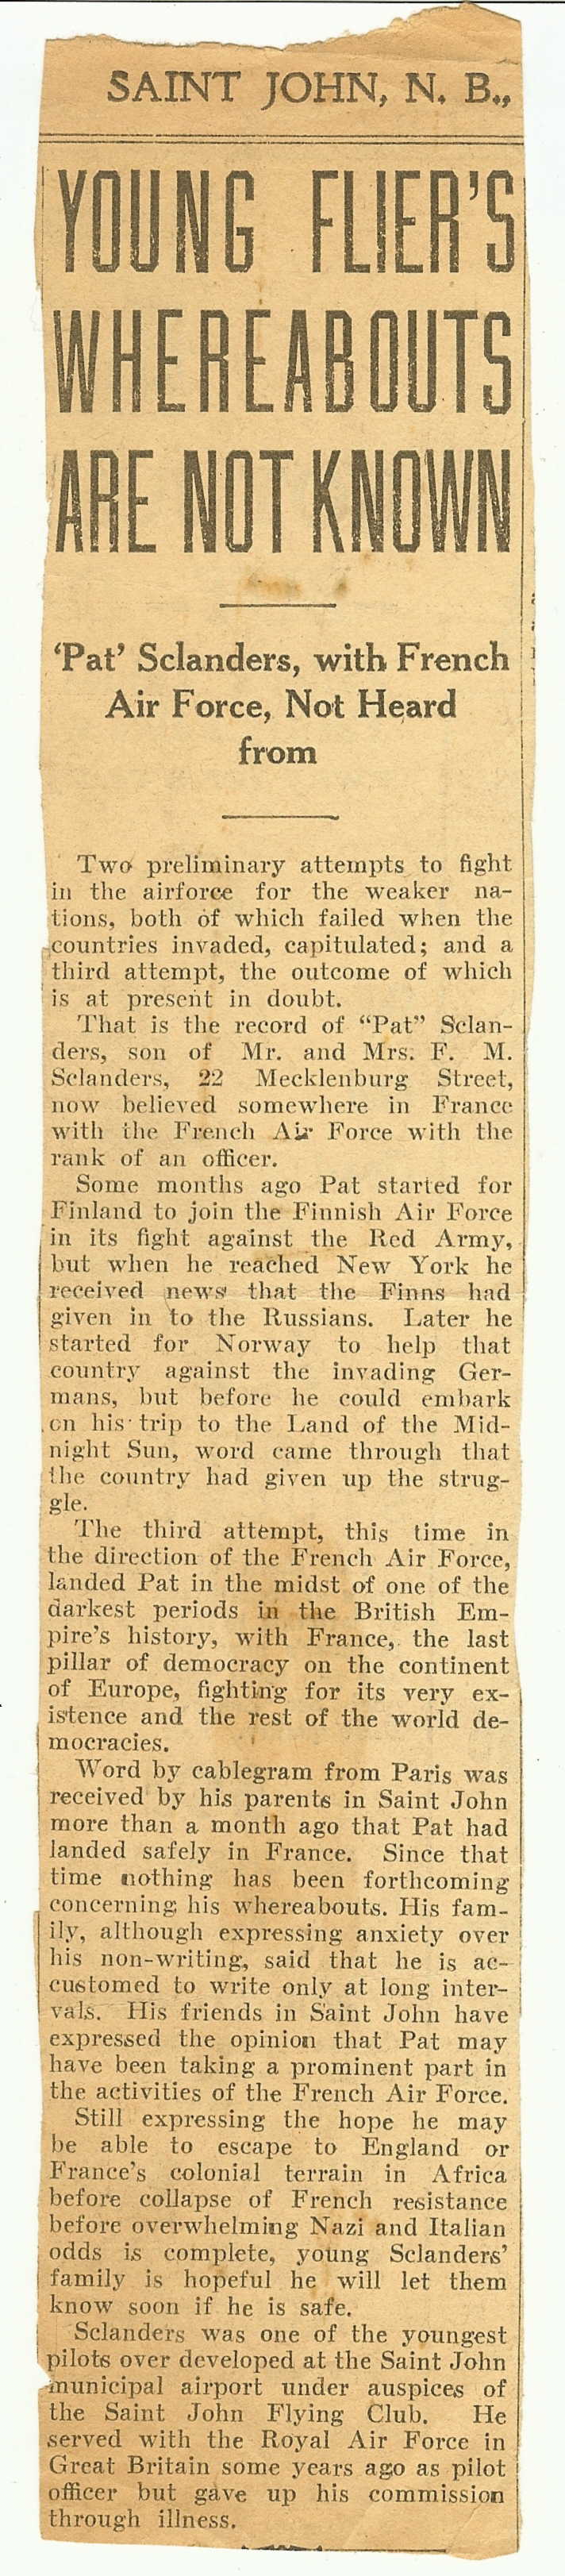 SAINT JOHN, N. B.,
YOUNG FLIER'S
WHEREABOUTS
ARE NOT KNOWN
'Pat' Sclanders, with French
Air Force, Not Heard
from
Two preliminary attempts to fight
in the airforce for the weaker na-
tions, both of which failed when the
countries invaded, capitulated; and a
third attempt, the outcome of which
is at present in doubt.
That is the record of "Pat" Sclan-
ders, son of Mr. and Mrs. F. M.
Sclanders, 22 Mecklenburg Street,
now believed somewhere in France
with the French Air Force with the
rank of an officer.
Some months ago Pat started for
Finland to join the Finnish Air Force
in its fight against the Red Army,
but when he reached New York he
received news that the Finns had
given in to the Russians. Later he
started for Norway to help that
country against the invading Ger-
mans, but before he could embark
on his trip to the Land of the Mid-
night Sun, word came through that
the country had given up the strug-
gle.
The third attempt, this time in
the direction of the French Air Force,
landed Pat in the midst of one of the
darkest periods in the British Em-
pire's history, with France, the last
pillar of democracy on the continent
of Europe, fighting for its very ex-
istence and the rest of the world de-
mocracies.
Word by cablegram from Paris was
received by his parents in Saint John
more than a month ago that Pat had
landed safely in France. Since that
time nothing has been forthcoming
concerning his whereabouts. His fam-
ily, although expressing anxiety over
his non-writing, said that he is ac-
customed to write only at long inter-
vals. His friends in Saint John have
expressed the opinion that Pat may
have been taking a prominent part in
the activities of the French Air Force.
Still expressing the hope he may
be able to escape to England or
France's colonial terrain in Africa
before collapse of French resistance
before overwhelming Nazi and Italian
odds is complete, young Sclanders'
family is hopeful he will let them
know soon if he is safe.
Sclanders was one of the youngest
pilots over developed at the Saint John
municipal airport under auspices of
the Saint John Flying Club. He
served with the Royal Air Force in
Great Britain some years ago as pilot
officer but gave up his commission
through illness.